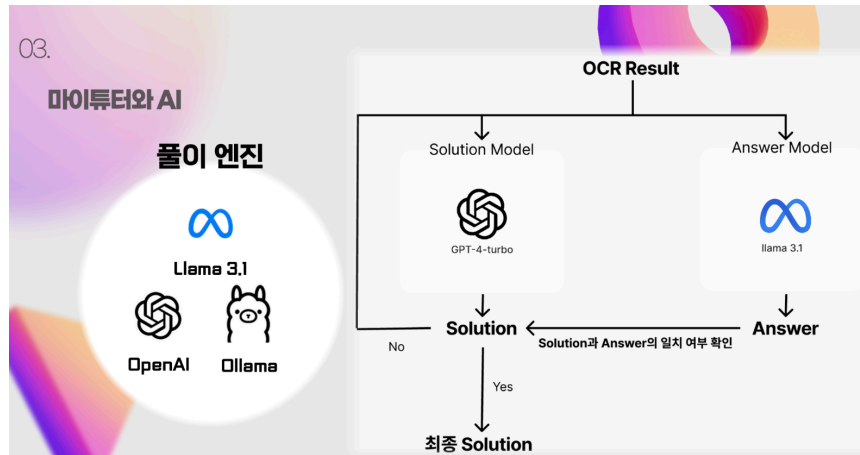 03.
마이튜터와 AI
풀이 엔진
Llama 3.1
OpenAI
Ollama
OCR Result
Solution Model
Answer Model
GPT-4-turbo
llama 3.1
Solution
Answer
Solution과 Answer의 일치 여부 확인
No
Yes
최종 Solution